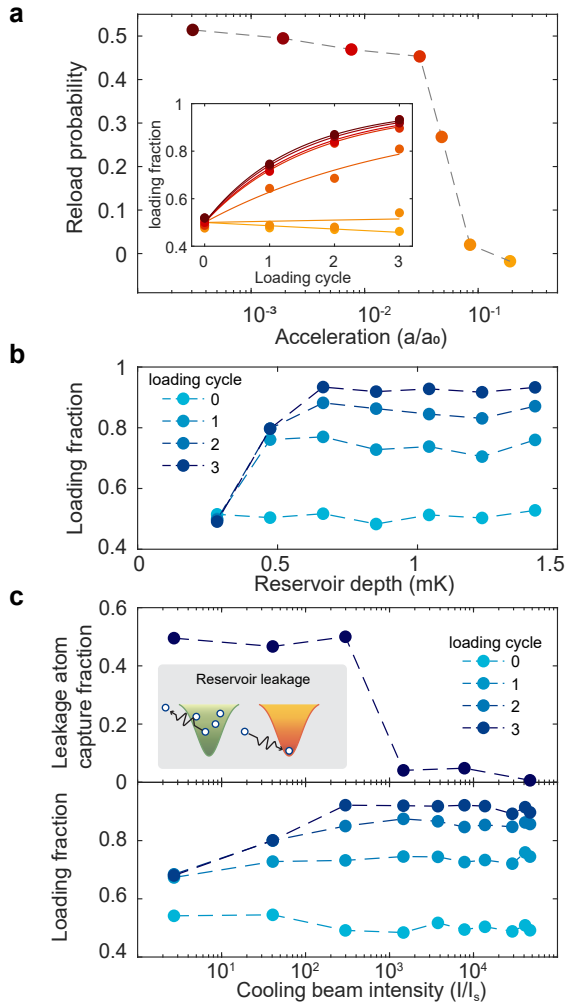 a
Reload probability
0.5
0.4
0.3
0.2
0.1
0
loading fraction
1
0.8
0.6
0.4
0
1
2
3
Loading cycle
10⁻³
10⁻²
10⁻¹
Acceleration (a/a₀)
b
Loading fraction
1
0.8
0.6
0.4
loading cycle
0
1
2
3
0.5
1
1.5
Reservoir depth (mK)
c
Leakage atom
capture fraction
0.6
0.4
0.2
0
Reservoir leakage
loading cycle
0
1
2
3
Loading fraction
0.8
0.6
0.4
10¹
10²
10³
10⁴
Cooling beam intensity (I/Iₛ)